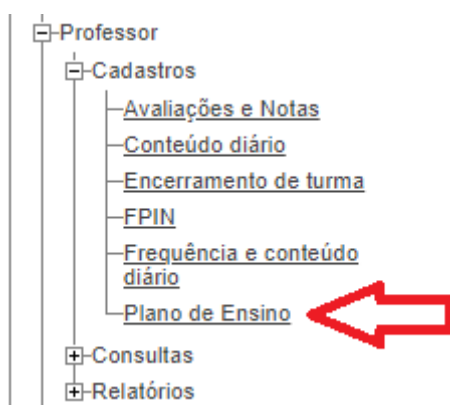 Professor
Cadastros
Avaliações e Notas
Conteúdo diário
Encerramento de turma
FPIN
Frequência e conteúdo
diário
Plano de Ensino
Consultas
Relatórios